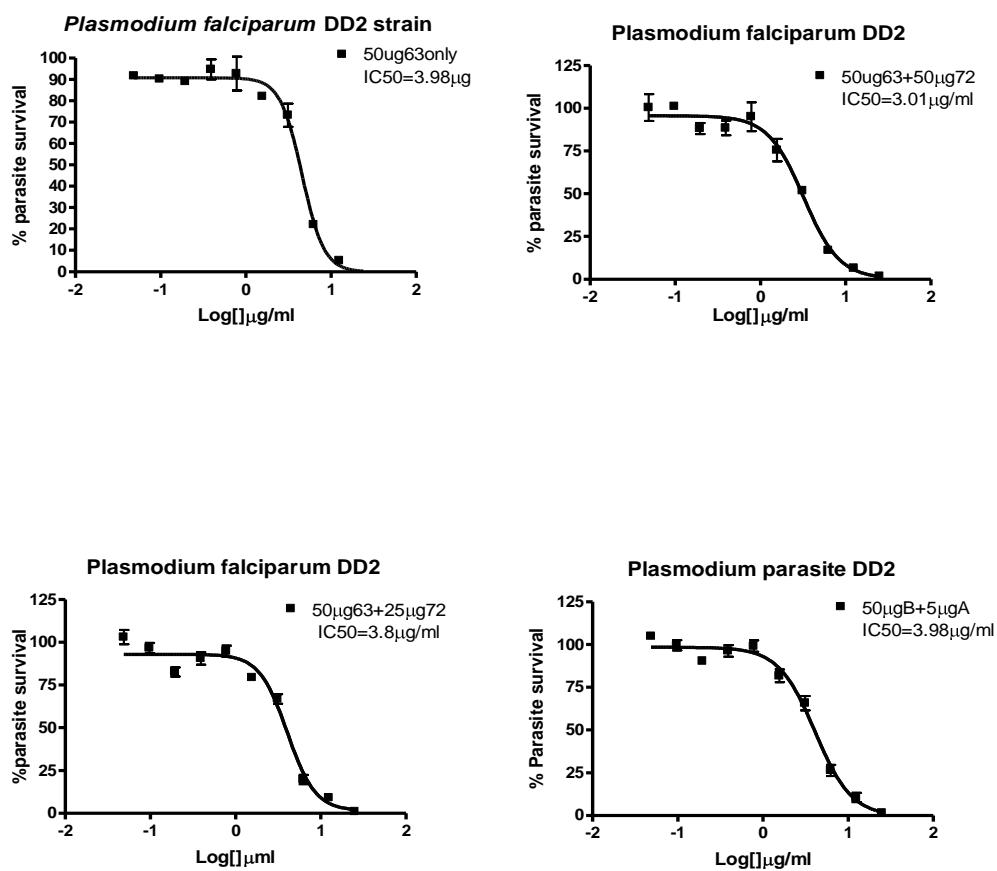 Plasmodium falciparum DD2 strain
50ug63only
IC50=3.98μg
100
90
80
70
60
50
40
30
20
10
0
% parasite survival
-2
-1
0
1
2
Log[]μg/ml
Plasmodium falciparum DD2
50ug63+50μg72
IC50=3.01μg/ml
125
100
75
50
25
0
% parasite survival
-2
-1
0
1
2
Log[]μg/ml
Plasmodium falciparum DD2
50μg63+25μg72
IC50=3.8μg/ml
125
100
75
50
25
0
%parasite survival
-2
-1
0
1
2
Log[]μml
Plasmodium parasite DD2
50μgB+5μgA
IC50=3.98μg/ml
125
100
75
50
25
0
% Parasite survival
-2
-1
0
1
2
Log[]μg/ml